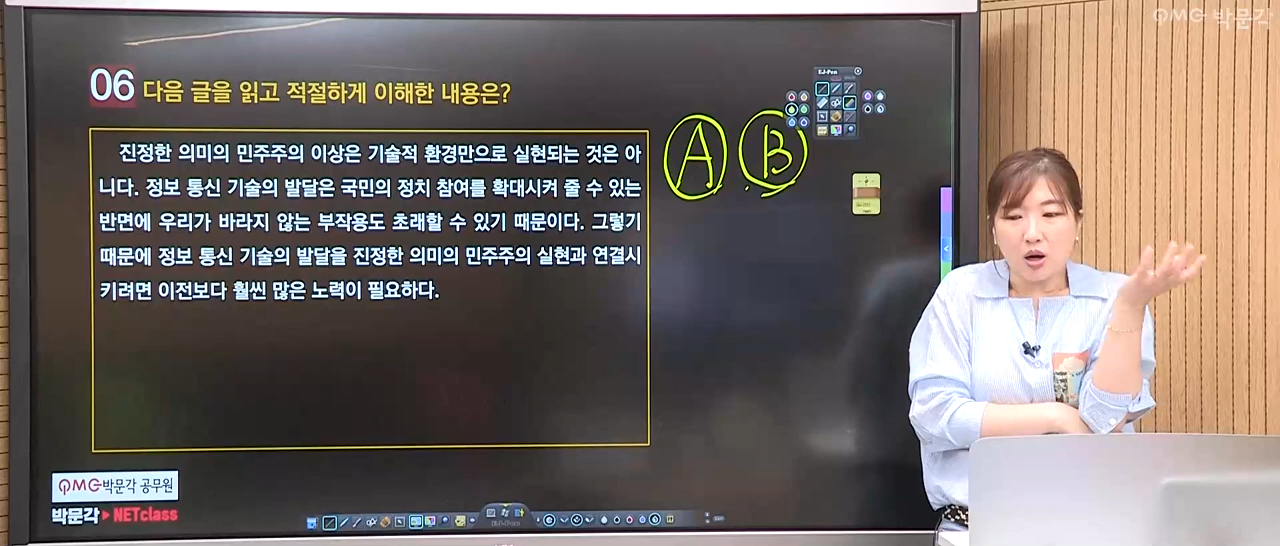 QMG 박문각
06 다음 글을 읽고 적절하게 이해한 내용은?
EJ-Pen
진정한 의미의 민주주의 이상은 기술적 환경만으로 실현되는 것은 아
니다. 정보 통신 기술의 발달은 국민의 정치 참여를 확대시켜 줄 수 있는
반면에 우리가 바라지 않는 부작용도 초래할 수 있기 때문이다. 그렇기
때문에 정보 통신 기술의 발달을 진정한 의미의 민주주의 실현과 연결시
키려면 이전보다 훨씬 많은 노력이 필요하다.
A B
PMG박문각 공무원
박문각 NETclass